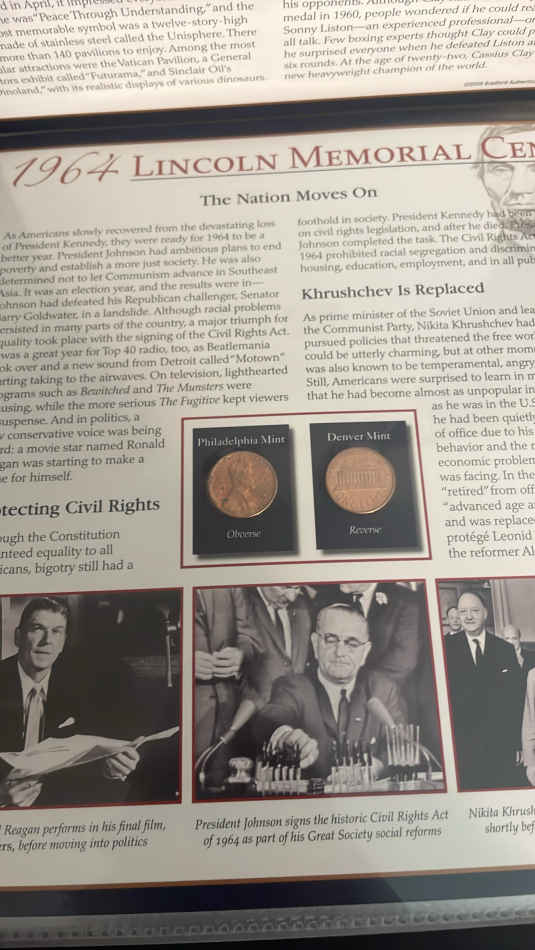 d in April, it impressed every
he was "Peace Through Understanding," and the
ost memorable symbol was a twelve-story-high
made of stainless steel called the Unisphere. There
more than 140 pavilions to enjoy. Among the most
ular attractions were the Vatican Pavilion, a General
tors exhibit called "Futurama," and Sinclair Oil's
inoland," with its realistic displays of various dinosaurs.
his opponents. Although Clay
medal in 1960, people wondered if he could rea
Sonny Liston—an experienced professional—or
all talk. Few boxing experts thought Clay could p
he surprised everyone when he defeated Liston a
six rounds. At the age of twenty-two, Cassius Clay
new heavyweight champion of the world.
1964 LINCOLN MEMORIAL CEN
The Nation Moves On
As Americans slowly recovered from the devastating loss
of President Kennedy, they were ready for 1964 to be a
better year. President Johnson had ambitious plans to end
poverty and establish a more just society. He was also
determined not to let Communism advance in Southeast
Asia. It was an election year, and the results were in—
Johnson had defeated his Republican challenger, Senator
Barry Goldwater, in a landslide. Although racial problems
ersisted in many parts of the country, a major triumph for
quality took place with the signing of the Civil Rights Act.
was a great year for Top 40 radio, too, as Beatlemania
ok over and a new sound from Detroit called "Motown"
arting taking to the airwaves. On television, lighthearted
ograms such as Bewitched and The Munsters were
using, while the more serious The Fugitive kept viewers
suspense. And in politics, a
v conservative voice was being
rd: a movie star named Ronald
gan was starting to make a
e for himself.
otecting Civil Rights
ough the Constitution
anteed equality to all
icans, bigotry still had a
foothold in society. President Kennedy had been
on civil rights legislation, and after he died,
Johnson completed the task. The Civil Rights Act
1964 prohibited racial segregation and discrimin
housing, education, employment, and in all pub
Khrushchev Is Replaced
As prime minister of the Soviet Union and lea
the Communist Party, Nikita Khrushchev had
pursued policies that threatened the free wor
could be utterly charming, but at other mom
was also known to be temperamental, angry
Still, Americans were surprised to learn in m
that he had become almost as unpopular in
as he was in the U.S
he had been quietly
of office due to his
behavior and the r
economic problem
was facing. In the
"retired" from off
"advanced age a
and was replace
protégé Leonid
the reformer Al
Philadelphia Mint
Obverse
Denver Mint
Reverse
Reagan performs in his final film,
ers, before moving into politics
President Johnson signs the historic Civil Rights Act
of 1964 as part of his Great Society social reforms
Nikita Khrush
shortly bef